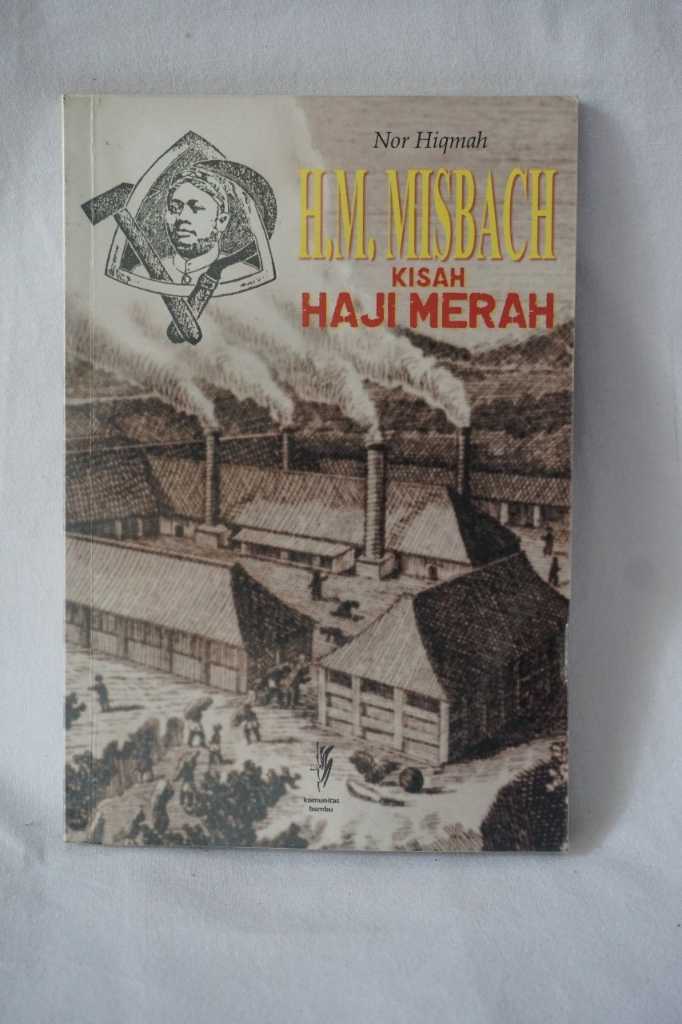 Nor Hiqmah
H.M. MISBACH
KISAH
HAJI MERAH
komunitas
bambu